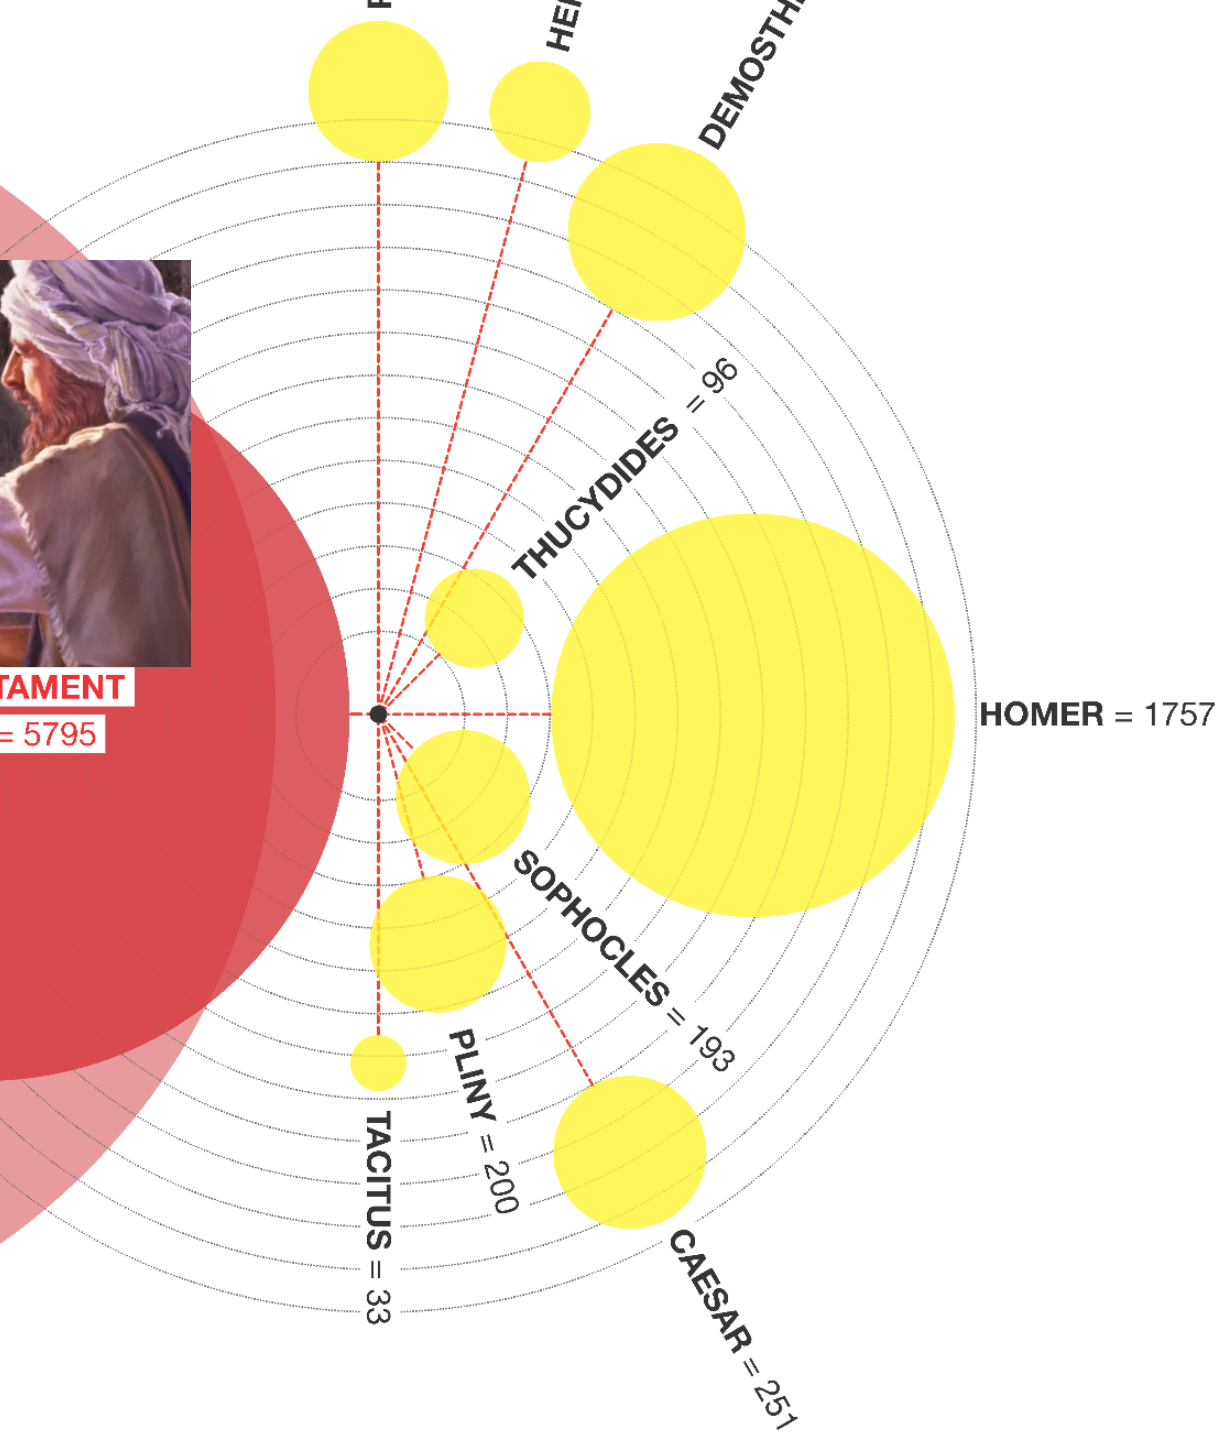 DEMOSTH
THUCYDIDES = 96
TAMENT
= 5795
HOMER = 1757
SOPHOCLES = 193
PLINY = 200
TACITUS = 33
CAESAR = 251